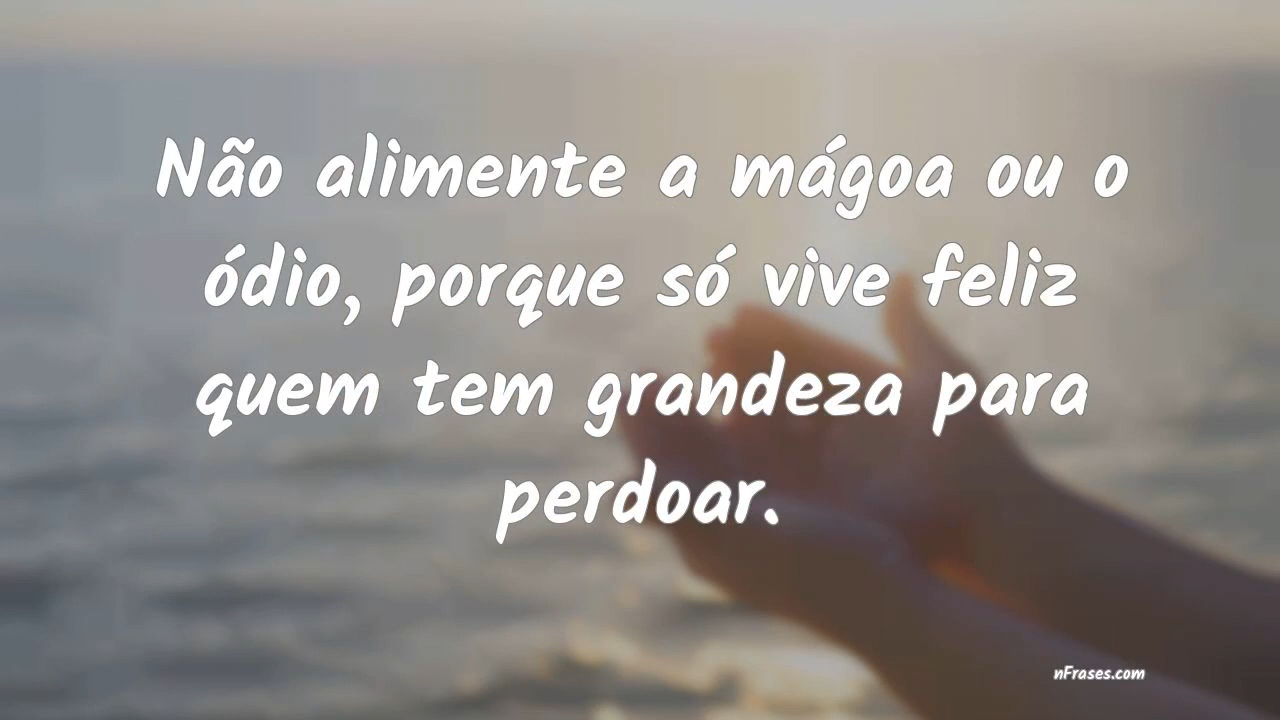 Não alimente a mágoa ou o
ódio, porque só vive feliz
quem tem grandeza para
perdoar.
nFrases.com